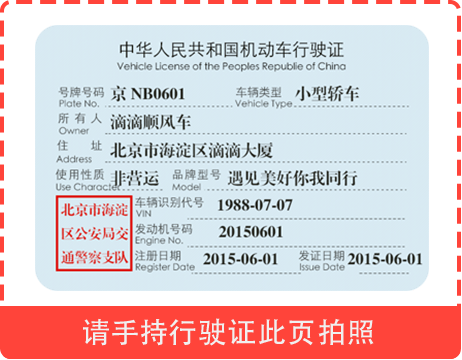 中华人民共和国机动车行驶证
Vehicle License of the Peoples Republie of China
号牌号码 京 NB0601 车辆类型 小型轿车
Plate No. Vehicle Type
所有人 滴滴顺风车
Owner
住址 北京市海淀区滴滴大厦
Address
使用性质 非营运 品牌型号 遇见美好你我同行
Use Character Model
北京市海淀
区公安局交
通警察支队
车辆识别代号 1988-07-07
VIN
发动机号码 20150601
Engine No.
注册日期 2015-06-01 发证日期 2015-06-01
Register Date Issue Date
请手持行驶证此页拍照